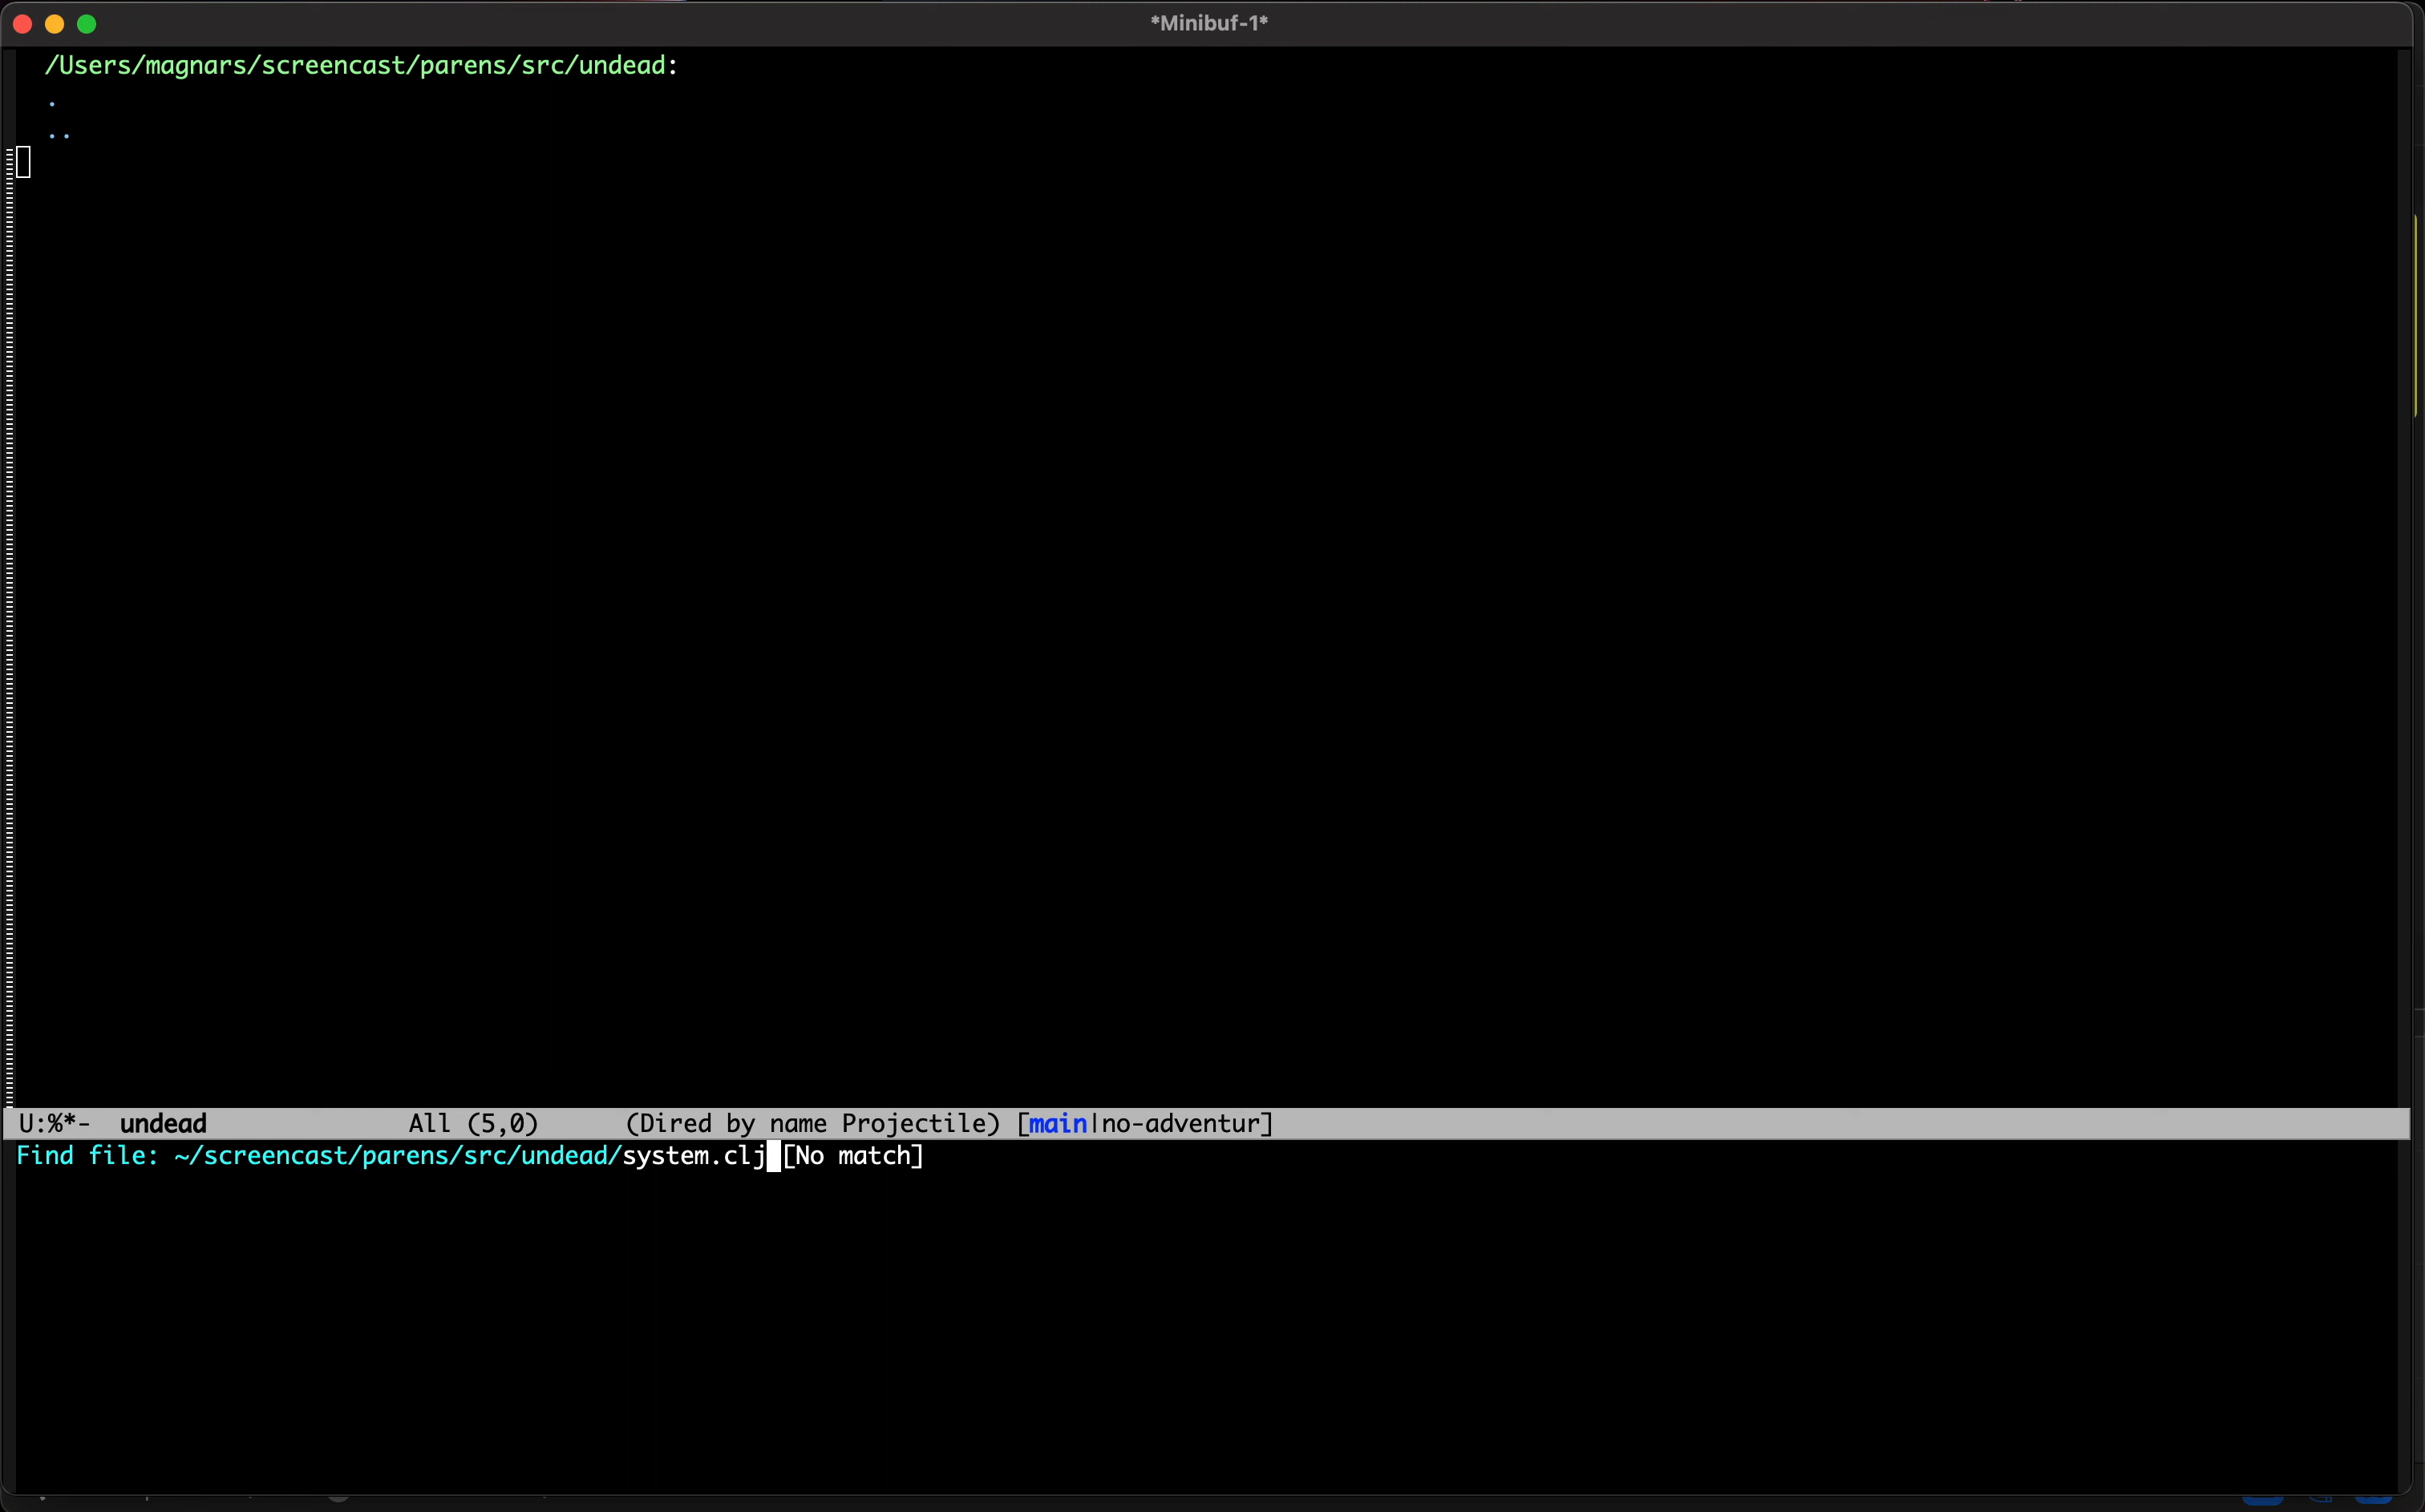 *Minibuf-1*
/Users/magnars/screencast/parens/src/undead:
.
..
U:%*-  undead              All (5,0)      (Dired by name Projectile) [main|no-adventur]
Find file: ~/screencast/parens/src/undead/system.clj [No match]